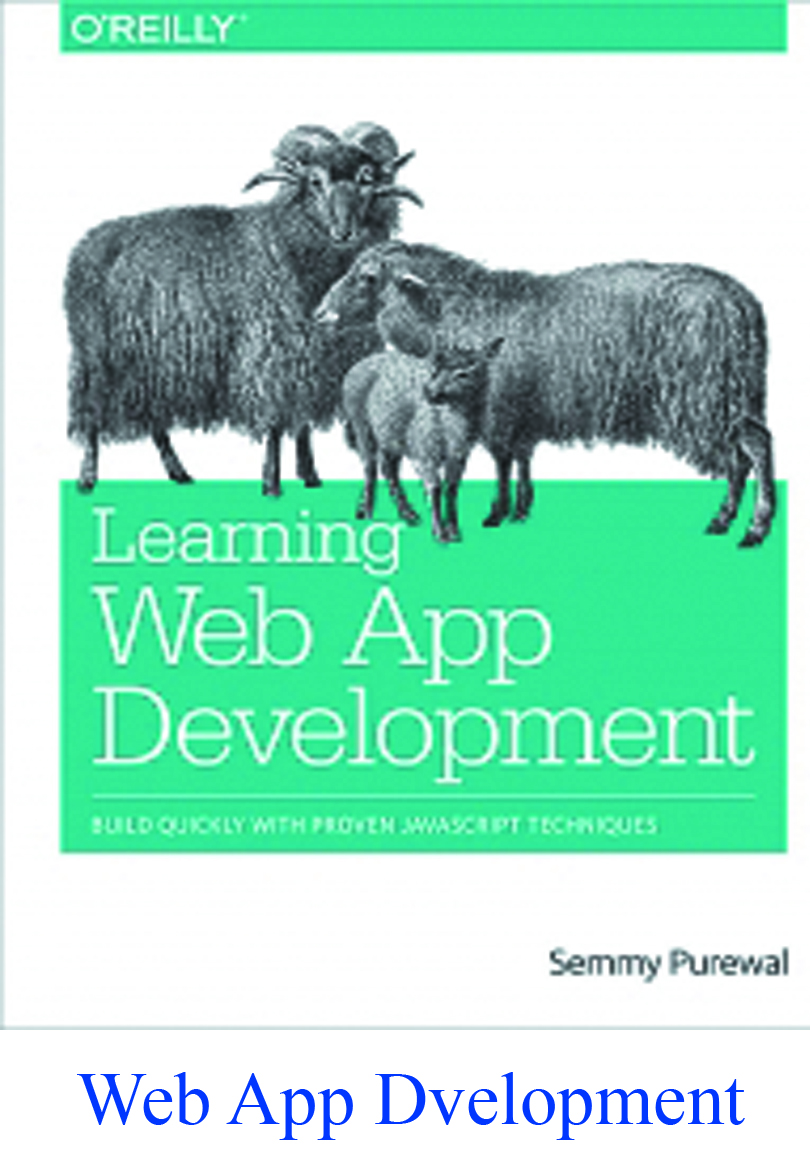 O'REILLY
Learning
Web App
Development
BUILD QUICKLY WITH PROVEN JAVASCRIPT TECHNIQUES
Semmy Purewal
Web App Dvelopment